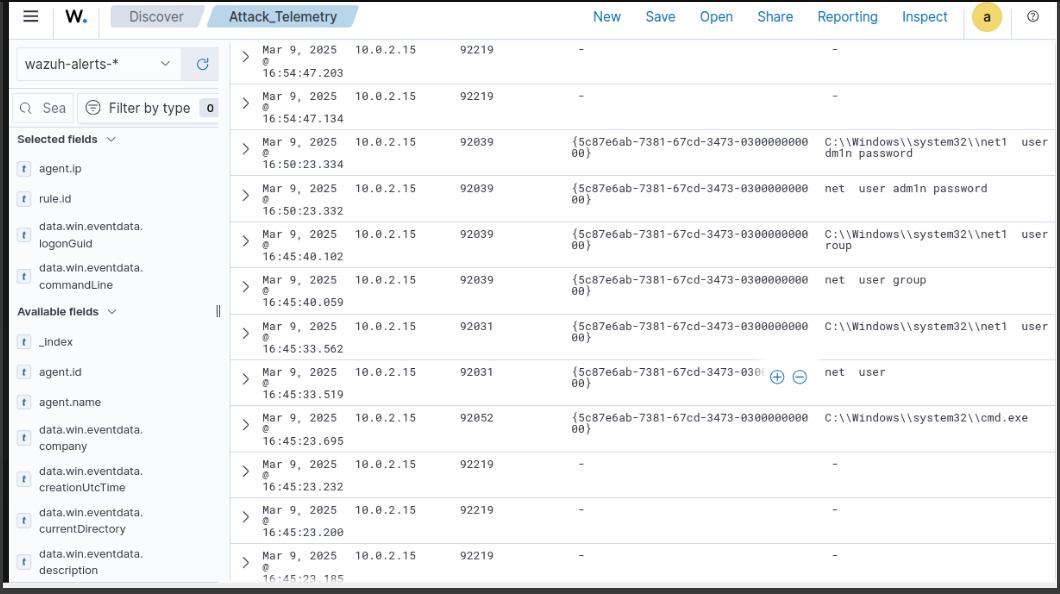 W. Discover Attack_Telemetry New Save Open Share Reporting Inspect a
wazuh-alerts-*
Sea Filter by type 0
Selected fields
t agent.ip
t rule.id
t data.win.eventdata.
logonGuid
t data.win.eventdata.
commandLine
Available fields
t _index
t agent.id
t agent.name
t data.win.eventdata.
company
t data.win.eventdata.
creationUtcTime
t data.win.eventdata.
currentDirectory
t data.win.eventdata.
description
Mar 9, 2025 10.0.2.15 92219 - -
@
16:54:47.203
Mar 9, 2025 10.0.2.15 92219 - -
@
16:54:47.134
Mar 9, 2025 10.0.2.15 92039 {5c87e6ab-7381-67cd-3473-0300000000 C:\\Windows\\system32\\net1 user
@ 00} dm1n password
16:50:23.334
Mar 9, 2025 10.0.2.15 92039 {5c87e6ab-7381-67cd-3473-0300000000 net user adm1n password
@ 00}
16:50:23.332
Mar 9, 2025 10.0.2.15 92039 {5c87e6ab-7381-67cd-3473-0300000000 C:\\Windows\\system32\\net1 user
@ 00} roup
16:45:40.102
Mar 9, 2025 10.0.2.15 92039 {5c87e6ab-7381-67cd-3473-0300000000 net user group
@ 00}
16:45:40.059
Mar 9, 2025 10.0.2.15 92031 {5c87e6ab-7381-67cd-3473-0300000000 C:\\Windows\\system32\\net1 user
@ 00}
16:45:33.562
Mar 9, 2025 10.0.2.15 92031 {5c87e6ab-7381-67cd-3473-030 net user
@ 00}
16:45:33.519
Mar 9, 2025 10.0.2.15 92052 {5c87e6ab-7381-67cd-3473-0300000000 C:\\Windows\\system32\\cmd.exe
@ 00}
16:45:23.695
Mar 9, 2025 10.0.2.15 92219 - -
@
16:45:23.232
Mar 9, 2025 10.0.2.15 92219 - -
@
16:45:23.200
Mar 9, 2025 10.0.2.15 92219 - -
@
16:45:23.185